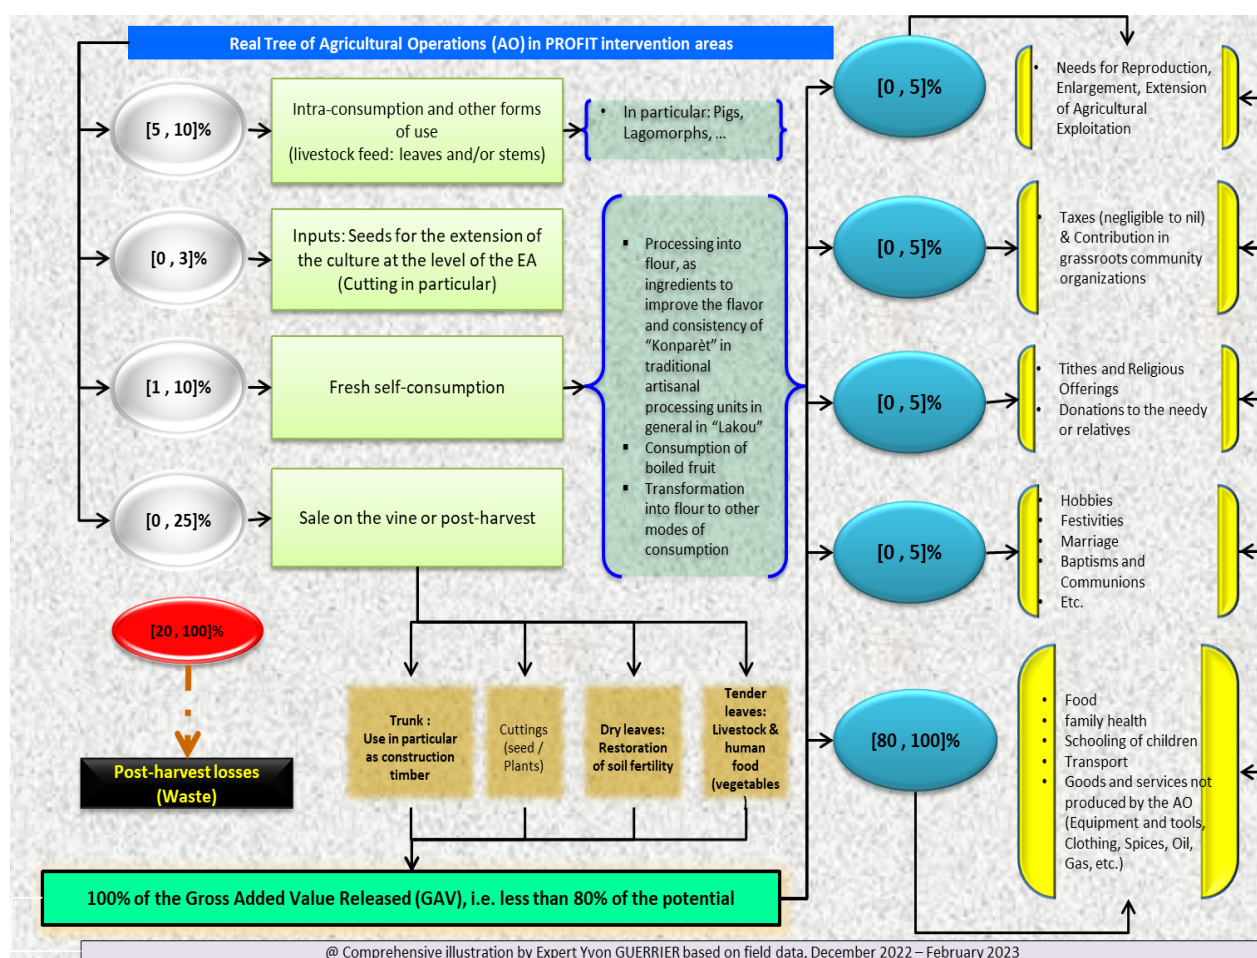 Real Tree of Agricultural Operations (AO) in PROFIT intervention areas
[5 , 10]%
Intra-consumption and other forms
of use
(livestock feed: leaves and/or stems)
• In particular: Pigs,
Lagomorphs, ...
[0 , 3]%
Inputs: Seeds for the extension of
the culture at the level of the EA
(Cutting in particular)
[1 , 10]%
Fresh self-consumption
[0 , 25]%
Sale on the vine or post-harvest
▪ Processing into
flour, as
ingredients to
improve the flavor
and consistency of
“Konparèt” in
traditional
artisanal
processing units in
general in “Lakou”
▪ Consumption of
boiled fruit
▪ Transformation
into flour to other
modes of
consumption
[20 , 100]%
Post-harvest losses
(Waste)
Trunk :
Use in particular
as construction
timber
Cuttings
(seed /
Plants)
Dry leaves:
Restoration
of soil fertility
Tender
leaves:
Livestock &
human
food
(vegetables
)
100% of the Gross Added Value Released (GAV), i.e. less than 80% of the potential
[0 , 5]%
• Needs for Reproduction,
Enlargement, Extension
of Agricultural
Exploitation
[0 , 5]%
• Taxes (negligible to nil)
& Contribution in
grassroots community
organizations
[0 , 5]%
• Tithes and Religious
Offerings
• Donations to the needy
or relatives
[0 , 5]%
• Hobbies
• Festivities
• Marriage
• Baptisms and
Communions
• Etc.
[80 , 100]%
• Food
• family health
• Schooling of children
• Transport
• Goods and services not
produced by the AO
(Equipment and tools,
Clothing, Spices, Oil,
Gas, etc.)
@ Comprehensive illustration by Expert Yvon GUERRIER based on field data, December 2022 – February 2023